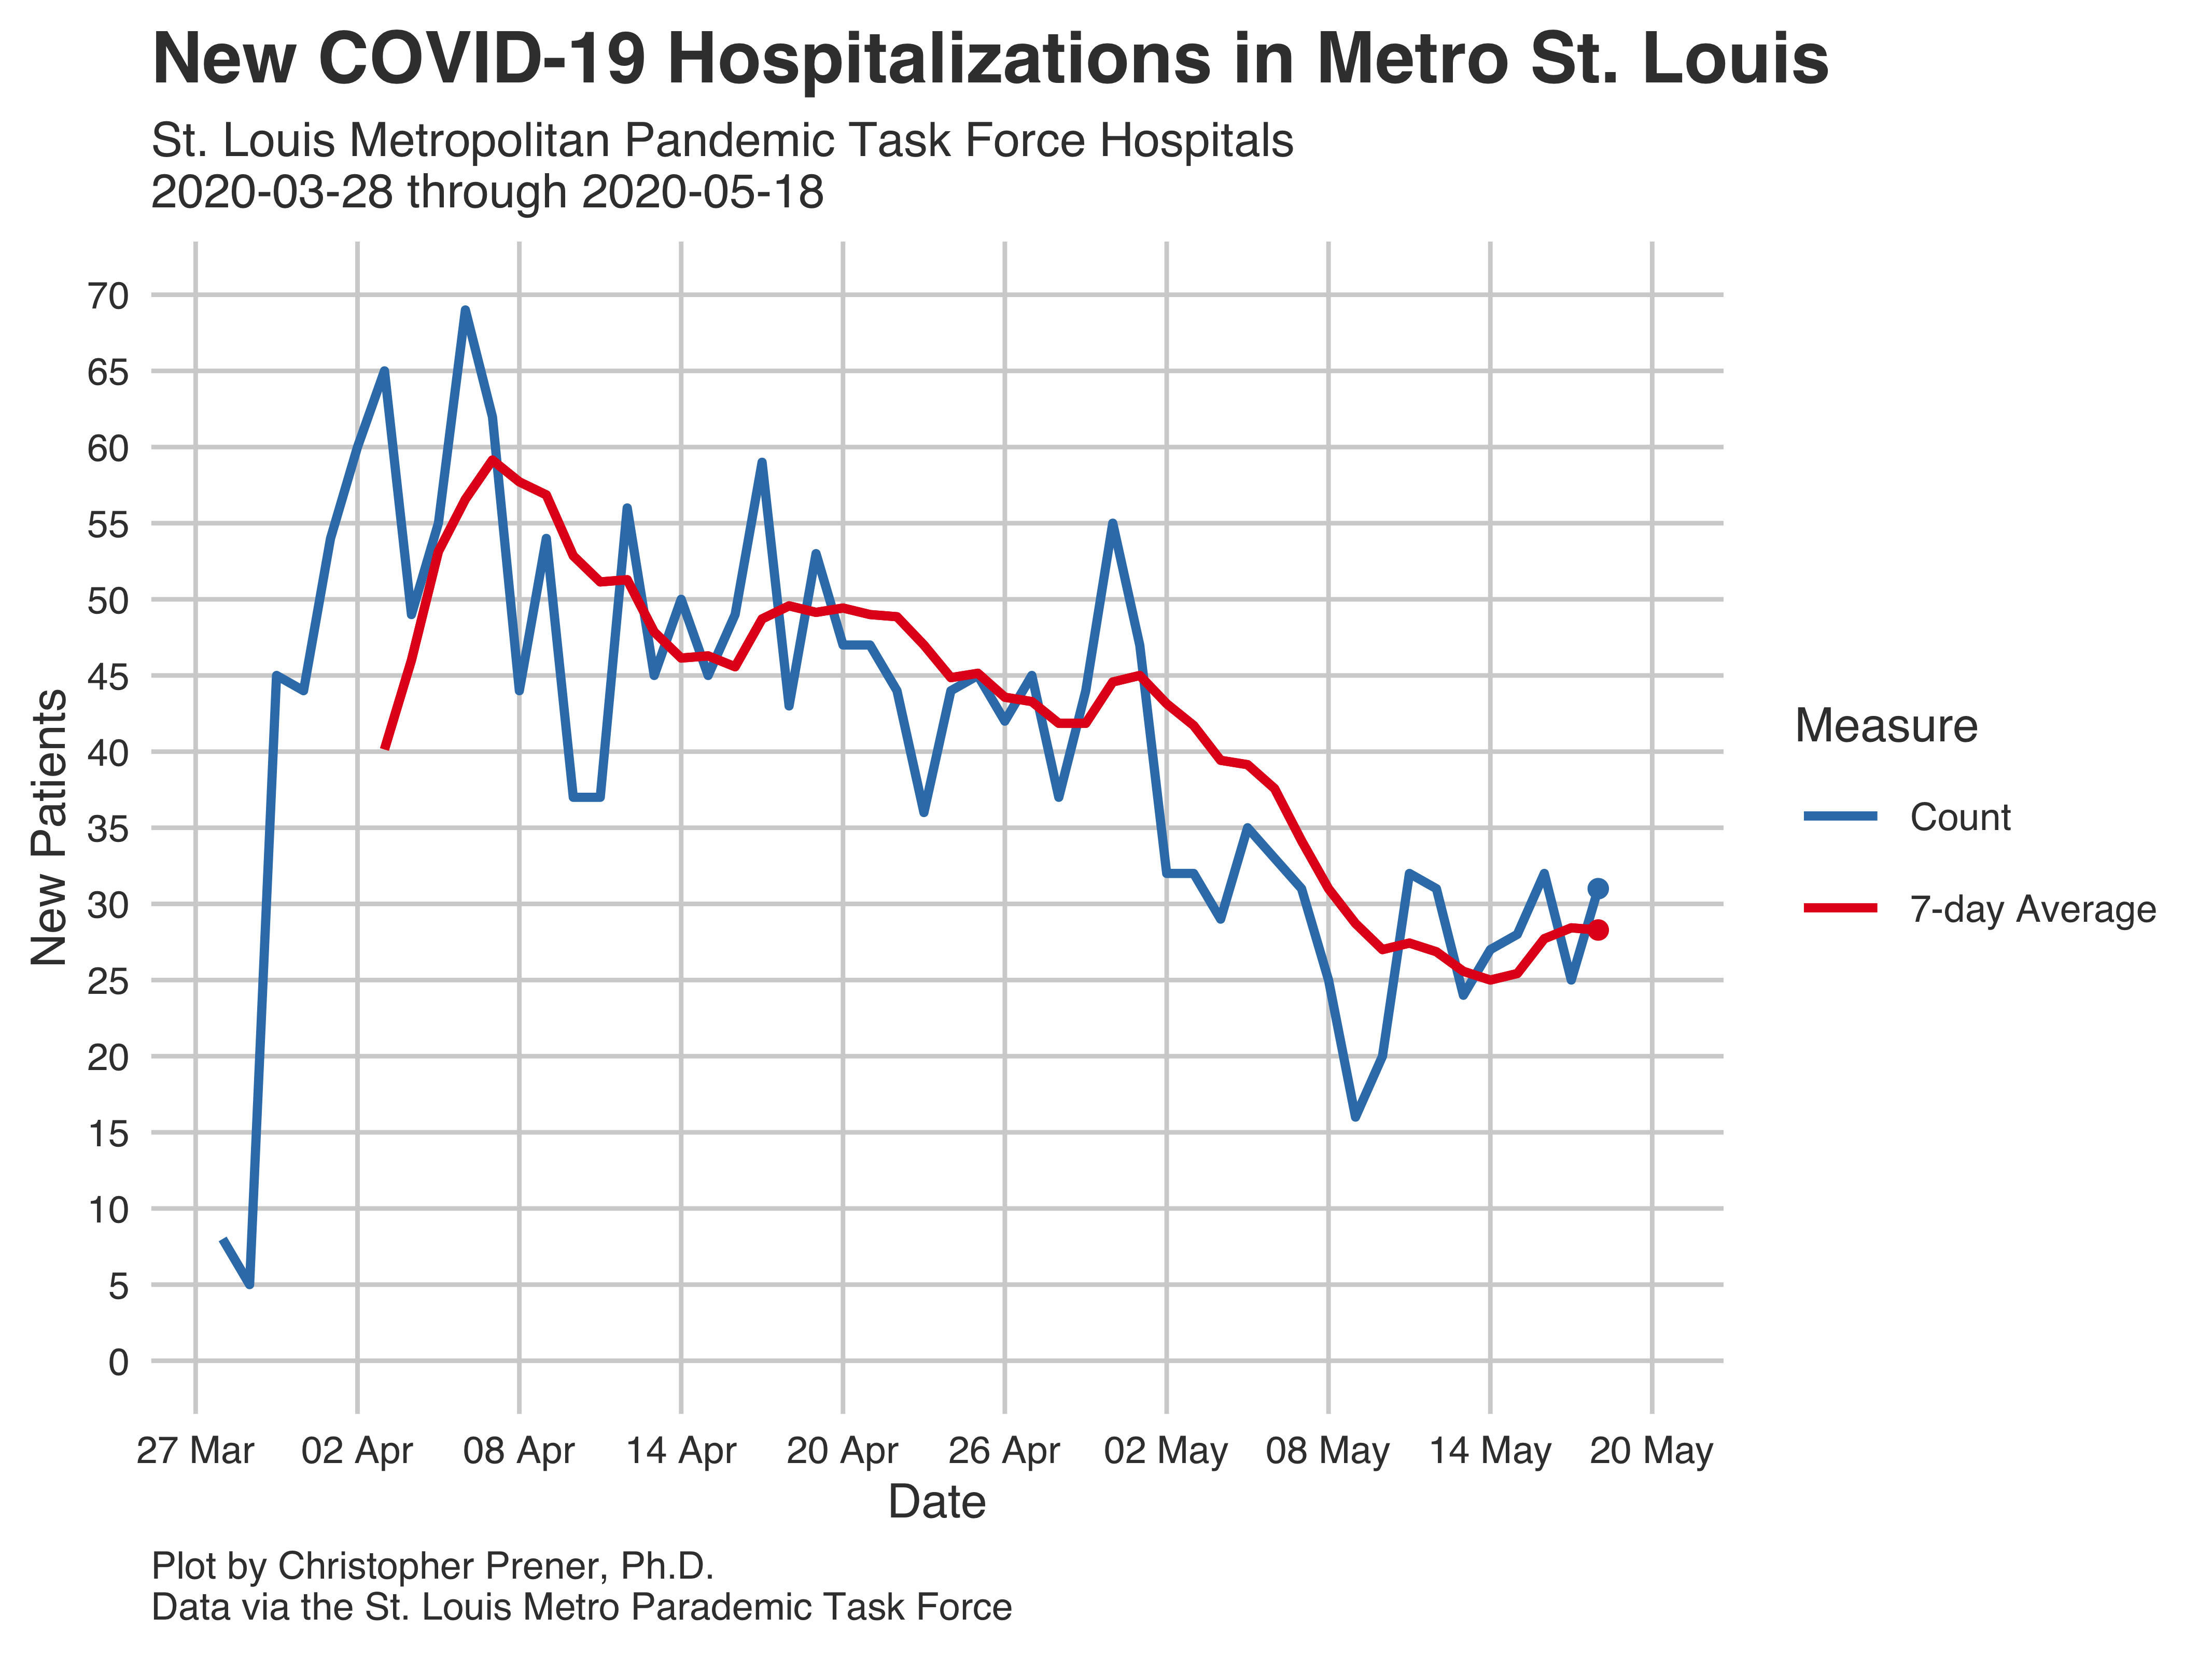 New COVID-19 Hospitalizations in Metro St. Louis
St. Louis Metropolitan Pandemic Task Force Hospitals
2020-03-28 through 2020-05-18
New Patients
70
65
60
55
50
45
40
35
30
25
20
15
10
5
0
27 Mar 02 Apr 08 Apr 14 Apr 20 Apr 26 Apr 02 May 08 May 14 May 20 May
Date
Measure
Count
7-day Average
Plot by Christopher Prener, Ph.D.
Data via the St. Louis Metro Parademic Task Force